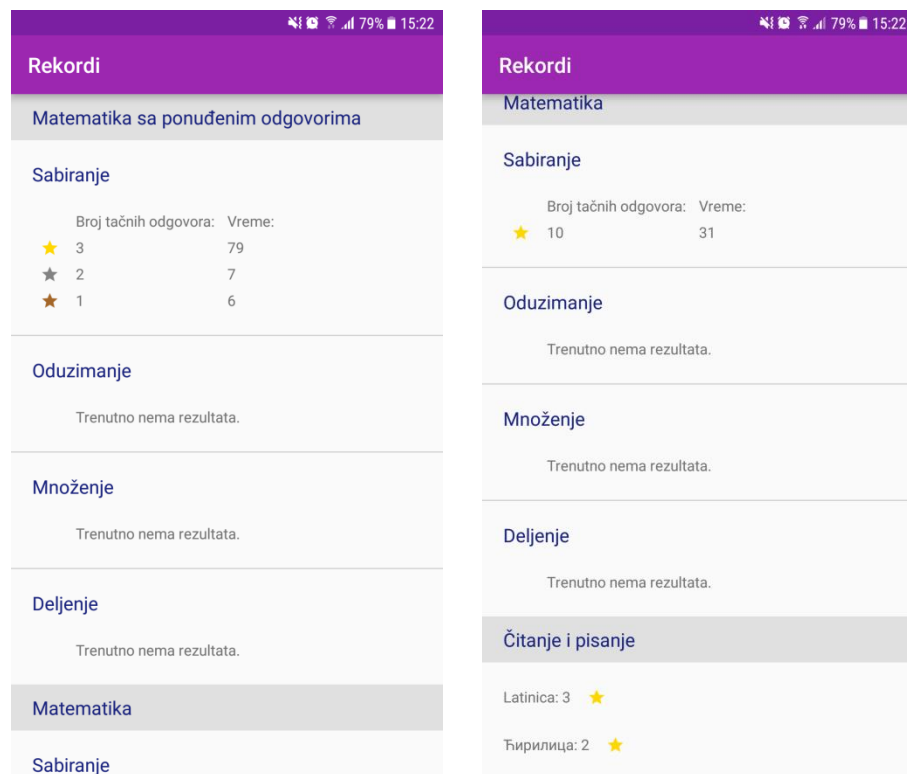 79% 15:22
Rekordi
Matematika sa ponuđenim odgovorima
Sabiranje
Broj tačnih odgovora: Vreme:
3 79
2 7
1 6
Oduzimanje
Trenutno nema rezultata.
Množenje
Trenutno nema rezultata.
Deljenje
Trenutno nema rezultata.
Matematika
Sabiranje
79% 15:22
Rekordi
Matematika
Sabiranje
Broj tačnih odgovora: Vreme:
10 31
Oduzimanje
Trenutno nema rezultata.
Množenje
Trenutno nema rezultata.
Deljenje
Trenutno nema rezultata.
Čitanje i pisanje
Latinica: 3
Ћирилица: 2